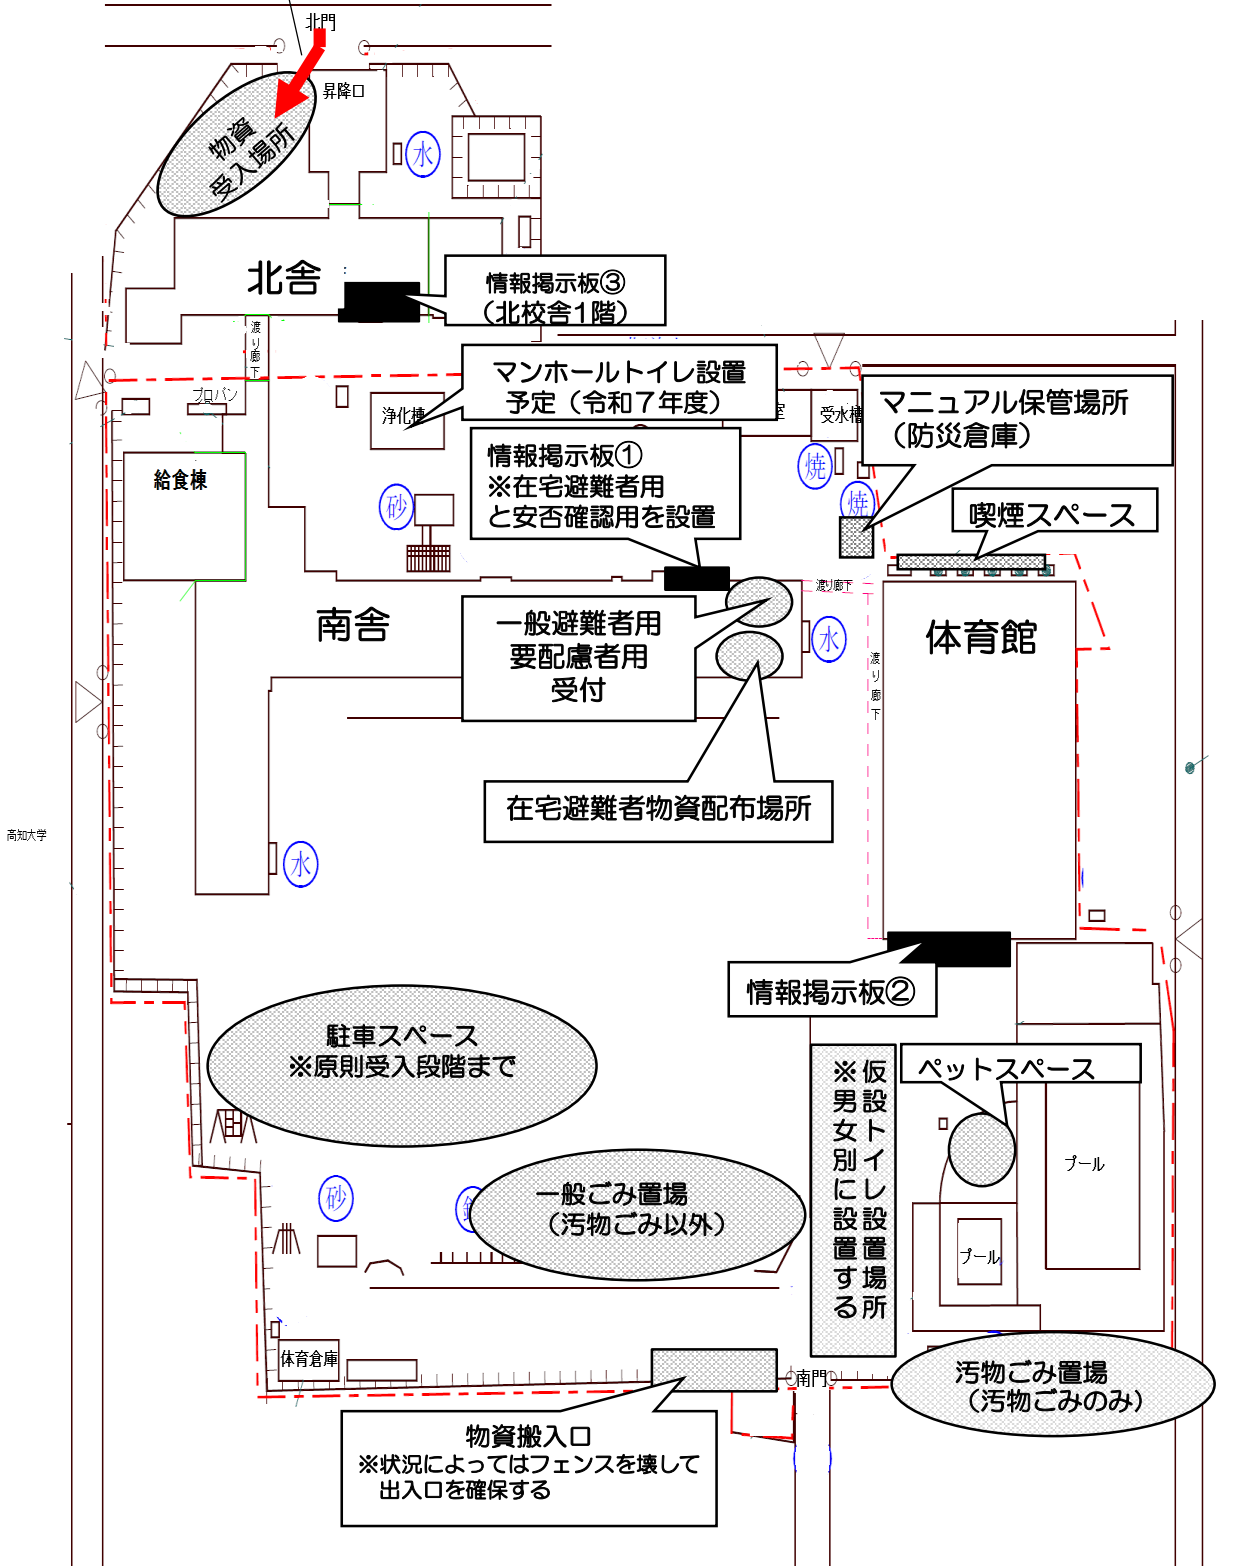 北門
昇降口
物資
受入場所
水
北舎
情報掲示板③
（北校舎１階）
渡り廊下
マンホールトイレ設置
予定（令和７年度）
プロパン
浄化槽
室
受水槽
マニュアル保管場所
（防災倉庫）
情報掲示板①
※在宅避難者用
と安否確認用を設置
給食棟
焼
焼
砂
喫煙スペース
渡り廊下
南舎
一般避難者用
要配慮者用
受付
水
体育館
渡り廊下
在宅避難者物資配布場所
高知大学
水
情報掲示板②
駐車スペース
※原則受入段階まで
仮設トイレ設置場所
※男女別に設置する
ペットスペース
プール
砂
一般ごみ置場
（汚物ごみ以外）
プール
体育倉庫
南門
汚物ごみ置場
（汚物ごみのみ）
物資搬入口
※状況によってはフェンスを壊して
出入口を確保する